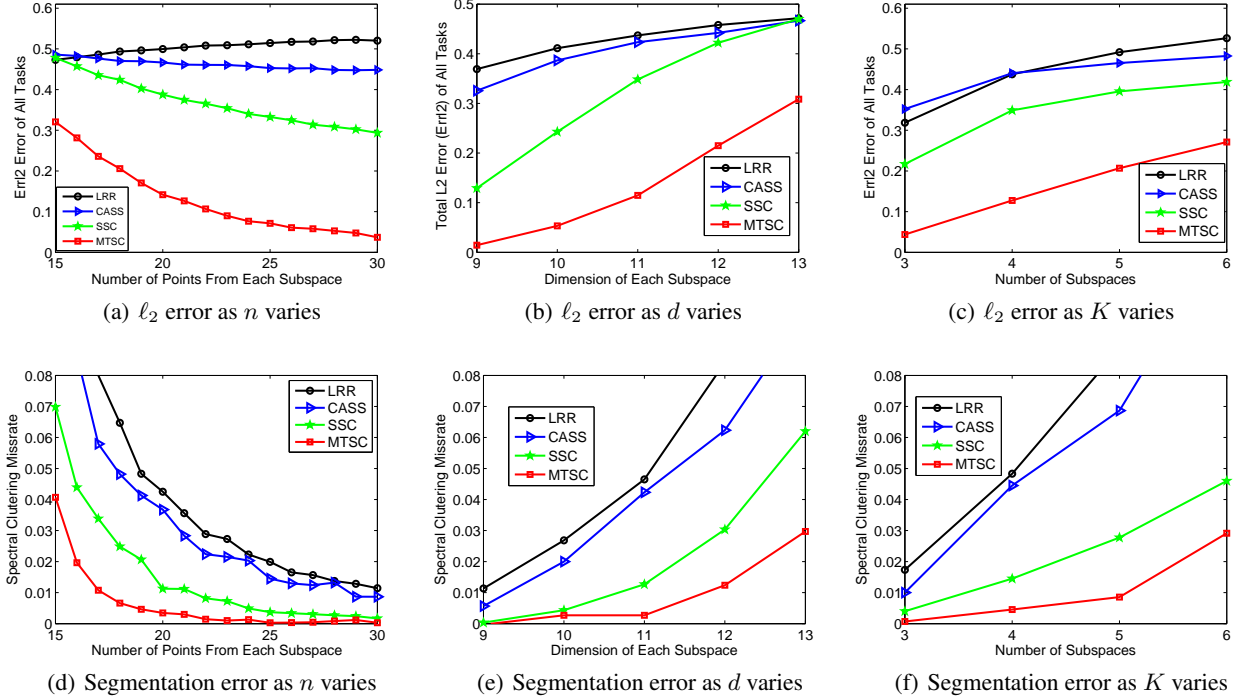 0.6
0.5
0.4
0.3
0.2
0.1
0
Errl2 Error of All Tasks
LRR
CASS
SSC
MTSC
15 20 25 30
Number of Points From Each Subspace
(a) ℓ2 error as n varies
0.5
0.4
0.3
0.2
0.1
0
Total L2 Error (Errl2) of All Tasks
LRR
CASS
SSC
MTSC
9 10 11 12 13
Dimension of Each Subspace
(b) ℓ2 error as d varies
0.6
0.5
0.4
0.3
0.2
0.1
0
Errl2 Error of All Tasks
LRR
CASS
SSC
MTSC
3 4 5 6
Number of Subspaces
(c) ℓ2 error as K varies
0.08
0.07
0.06
0.05
0.04
0.03
0.02
0.01
0
Spectral Clutering Missrate
LRR
CASS
SSC
MTSC
15 20 25 30
Number of Points From Each Subspace
(d) Segmentation error as n varies
0.08
0.07
0.06
0.05
0.04
0.03
0.02
0.01
0
Spectral Clutering Missrate
LRR
CASS
SSC
MTSC
9 10 11 12 13
Dimension of Each Subspace
(e) Segmentation error as d varies
0.08
0.07
0.06
0.05
0.04
0.03
0.02
0.01
0
Spectral Clutering Missrate
LRR
CASS
SSC
MTSC
3 4 5 6
Number of Subspaces
(f) Segmentation error as K varies